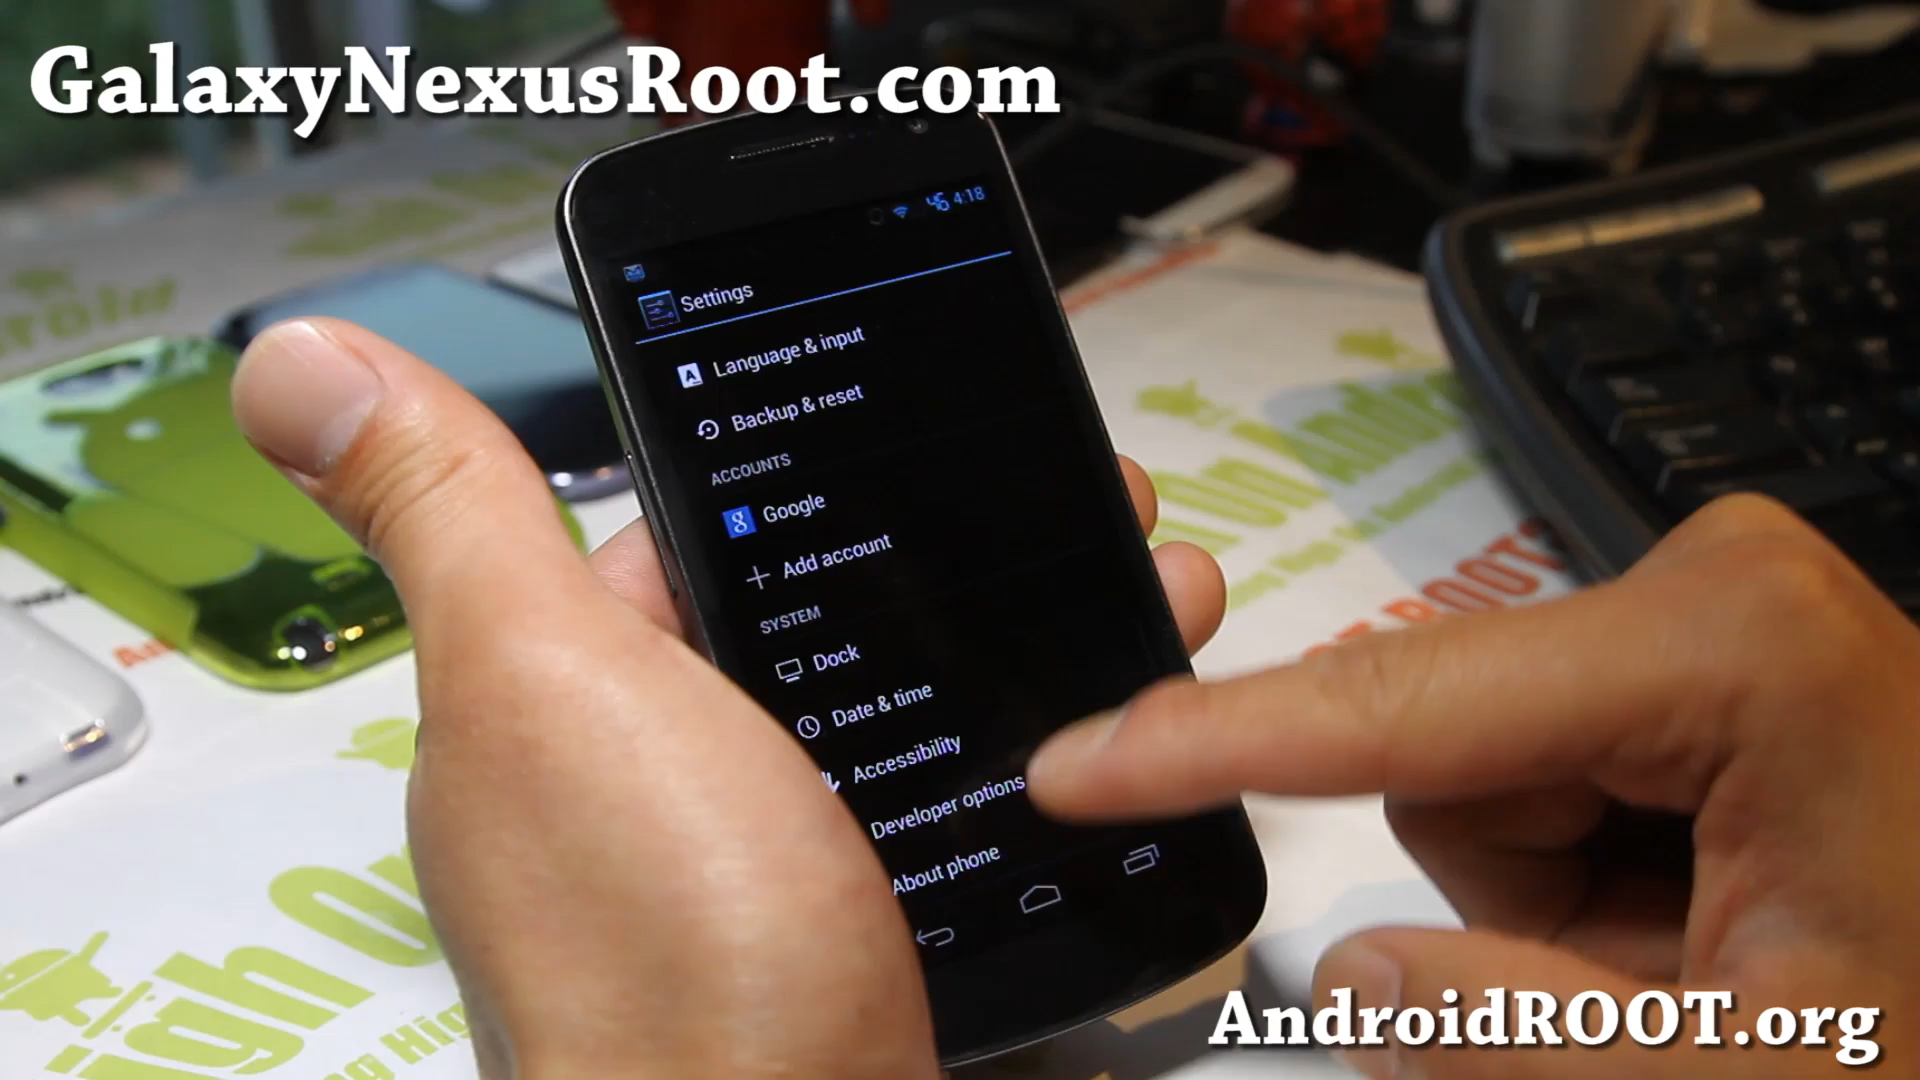 GalaxyNexusRoot.com
4G 4:18
Settings
Language & input
Backup & reset
ACCOUNTS
Google
Add account
SYSTEM
Dock
Date & time
Accessibility
Developer options
About phone
AndroidROOT.org